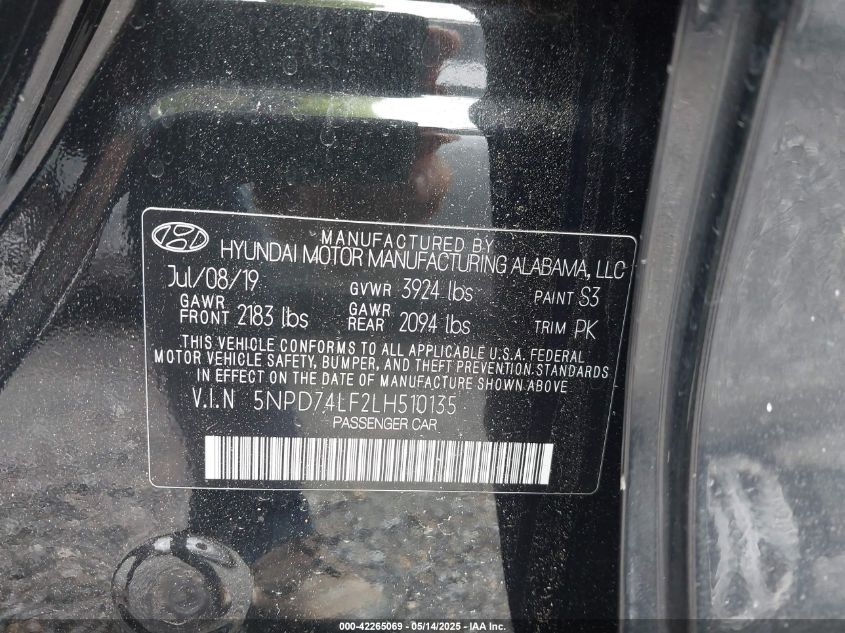 MANUFACTURED BY
HYUNDAI MOTOR MANUFACTURING ALABAMA, LLC
Jul/08/19 GVWR 3924 lbs PAINT S3
GAWR FRONT 2183 lbs GAWR REAR 2094 lbs TRIM PK
THIS VEHICLE CONFORMS TO ALL APPLICABLE U.S.A. FEDERAL
MOTOR VEHICLE SAFETY, BUMPER, AND THEFT PREVENTION STANDARDS
IN EFFECT ON THE DATE OF MANUFACTURE SHOWN ABOVE
V.I.N 5NPD74LF2LH510135
PASSENGER CAR
000-42265069 - 05/14/2025 - IAA Inc.